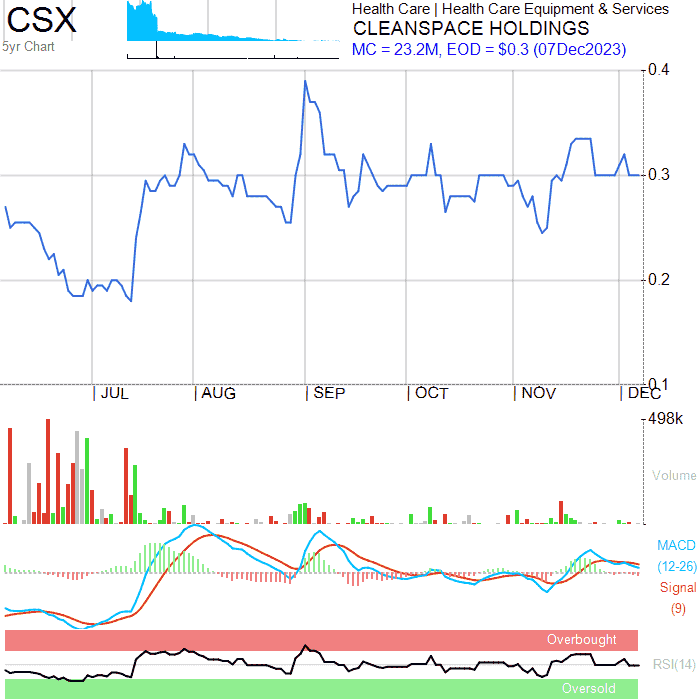 CSX
5yr Chart
Health Care | Health Care Equipment & Services
CLEANSPACE HOLDINGS
MC = 23.2M, EOD = $0.3 (07Dec2023)
0.4
0.3
0.2
0.1
JUL AUG SEP OCT NOV DEC
498k
Volume
MACD
(12-26)
Signal
(9)
Overbought
RSI(14)
Oversold